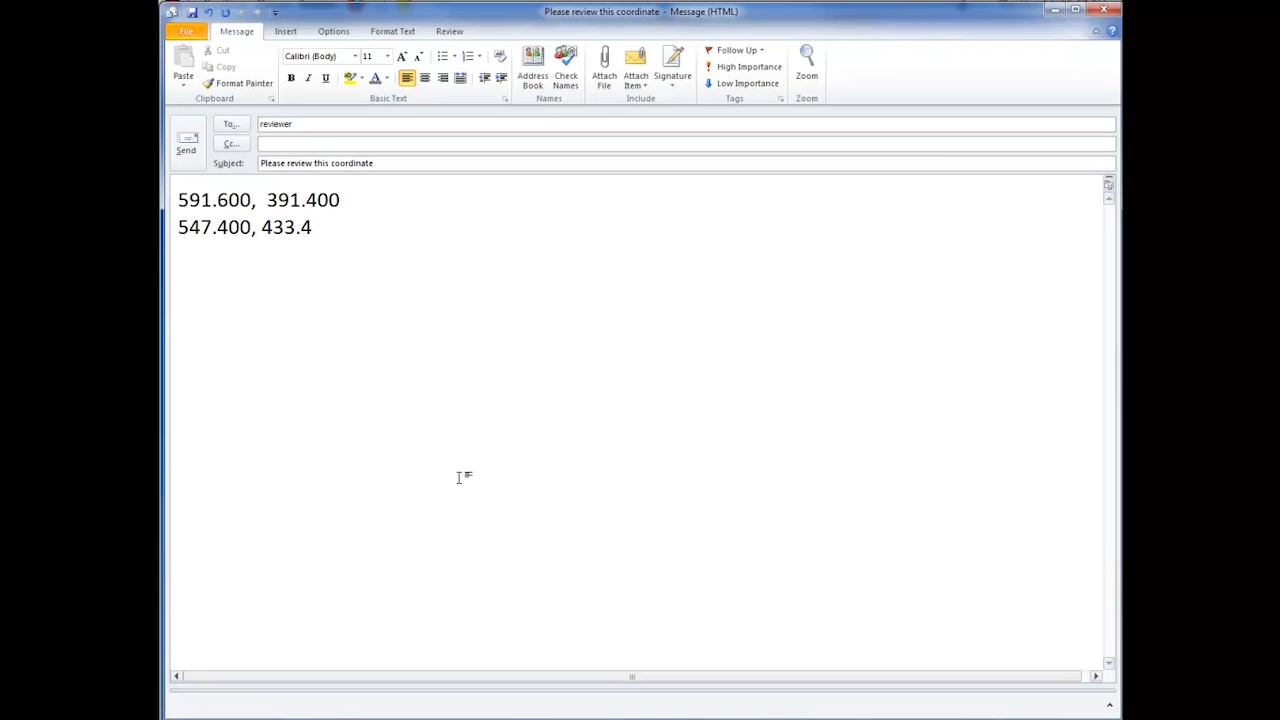 Please review this coordinate - Message (HTML)
File Message Insert Options Format Text Review
Paste
Cut
Copy
Format Painter
Clipboard
Calibri (Body) 11
B I U
Basic Text
Address Book
Check Names
Names
Attach File
Attach Item
Signature
Include
Follow Up
High Importance
Low Importance
Tags
Zoom
Zoom
Send
To... reviewer
Cc...
Subject: Please review this coordinate
591.600, 391.400
547.400, 433.4